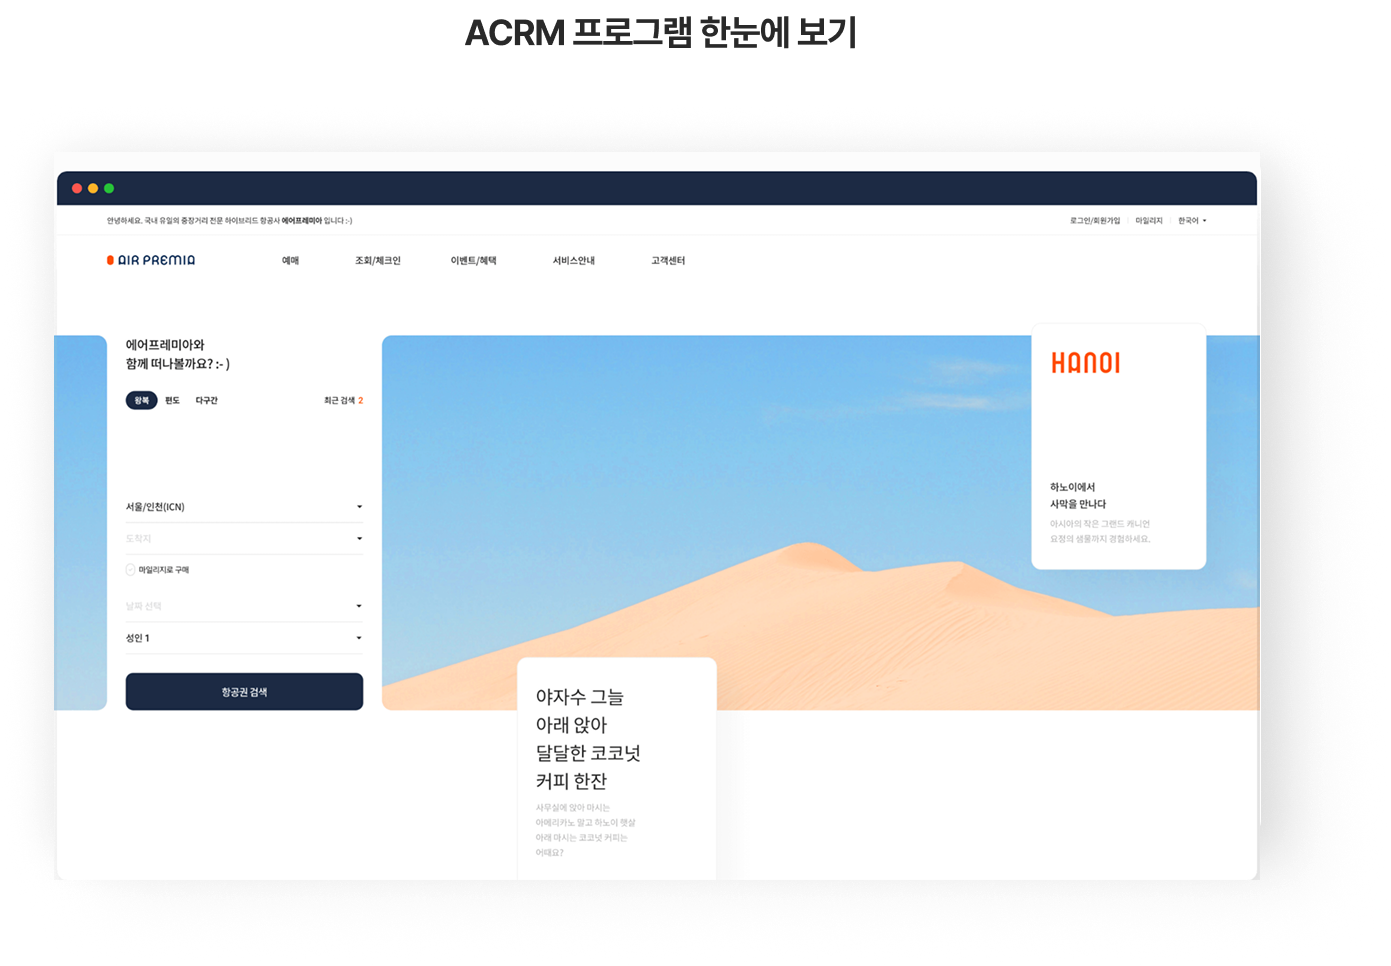 ACRM 프로그램 한눈에 보기
안녕하세요. 국내 유일의 중장거리 전문 하이브리드 항공사 에어프레미아 입니다 :-)
로그인/회원가입 마일리지 한국어
AIR PREMIA 예매 조회/체크인 이벤트/혜택 서비스안내 고객센터
에어프레미아와
함께 떠나볼까요? :- )
왕복 편도 다구간 최근 검색 2
서울/인천(ICN)
도착지
마일리지로 구매
날짜 선택
성인 1
항공권 검색
HANOI
하노이에서
사막을 만나다
아시아의 작은 그랜드 캐니언
요정의 샘물까지 경험하세요.
야자수 그늘
아래 앉아
달달한 코코넛
커피 한잔
사무실에 앉아 마시는
아메리카노 말고 하노이 햇살
아래 마시는 코코넛 커피는
어때요?